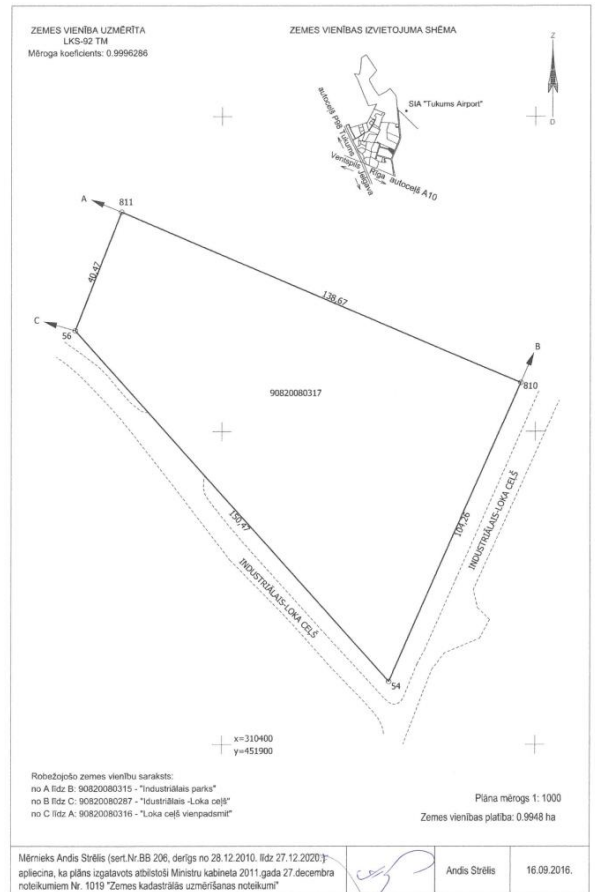 ZEMES VIENĪBA UZMĒRĪTA
LKS-92 TM
Mēroga koeficients: 0.9996286
ZEMES VIENĪBAS IZVIETOJUMA SHĒMA
Z
D
SIA "Tukums Airport"
autoceļš P98 Tukums
Jelgava
Ventspils
Rīga autoceļš A10
A
811
40,47
138,67
C
56
B
810
90820080317
104,26
INDUSTRIĀLAIS-LOKA CEĻŠ
150,47
INDUSTRIĀLAIS-LOKA CEĻŠ
54
x=310400
y=451900
Robežojošo zemes vienību saraksts:
no A līdz B: 90820080315 - "Industriālais parks"
no B līdz C: 90820080287 - "Idustriālais -Loka ceļš"
no C līdz A: 90820080316 - "Loka ceļš vienpadsmit"
Plāna mērogs 1: 1000
Zemes vienības platība: 0.9948 ha
Mērnieks Andis Strēlis (sert.Nr.BB 206, derīgs no 28.12.2010. līdz 27.12.2020.)
apliecina, ka plāns izgatavots atbilstoši Ministru kabineta 2011.gada 27.decembra
noteikumiem Nr. 1019 "Zemes kadastrālās uzmērīšanas noteikumi"
Andis Strēlis
16.09.2016.